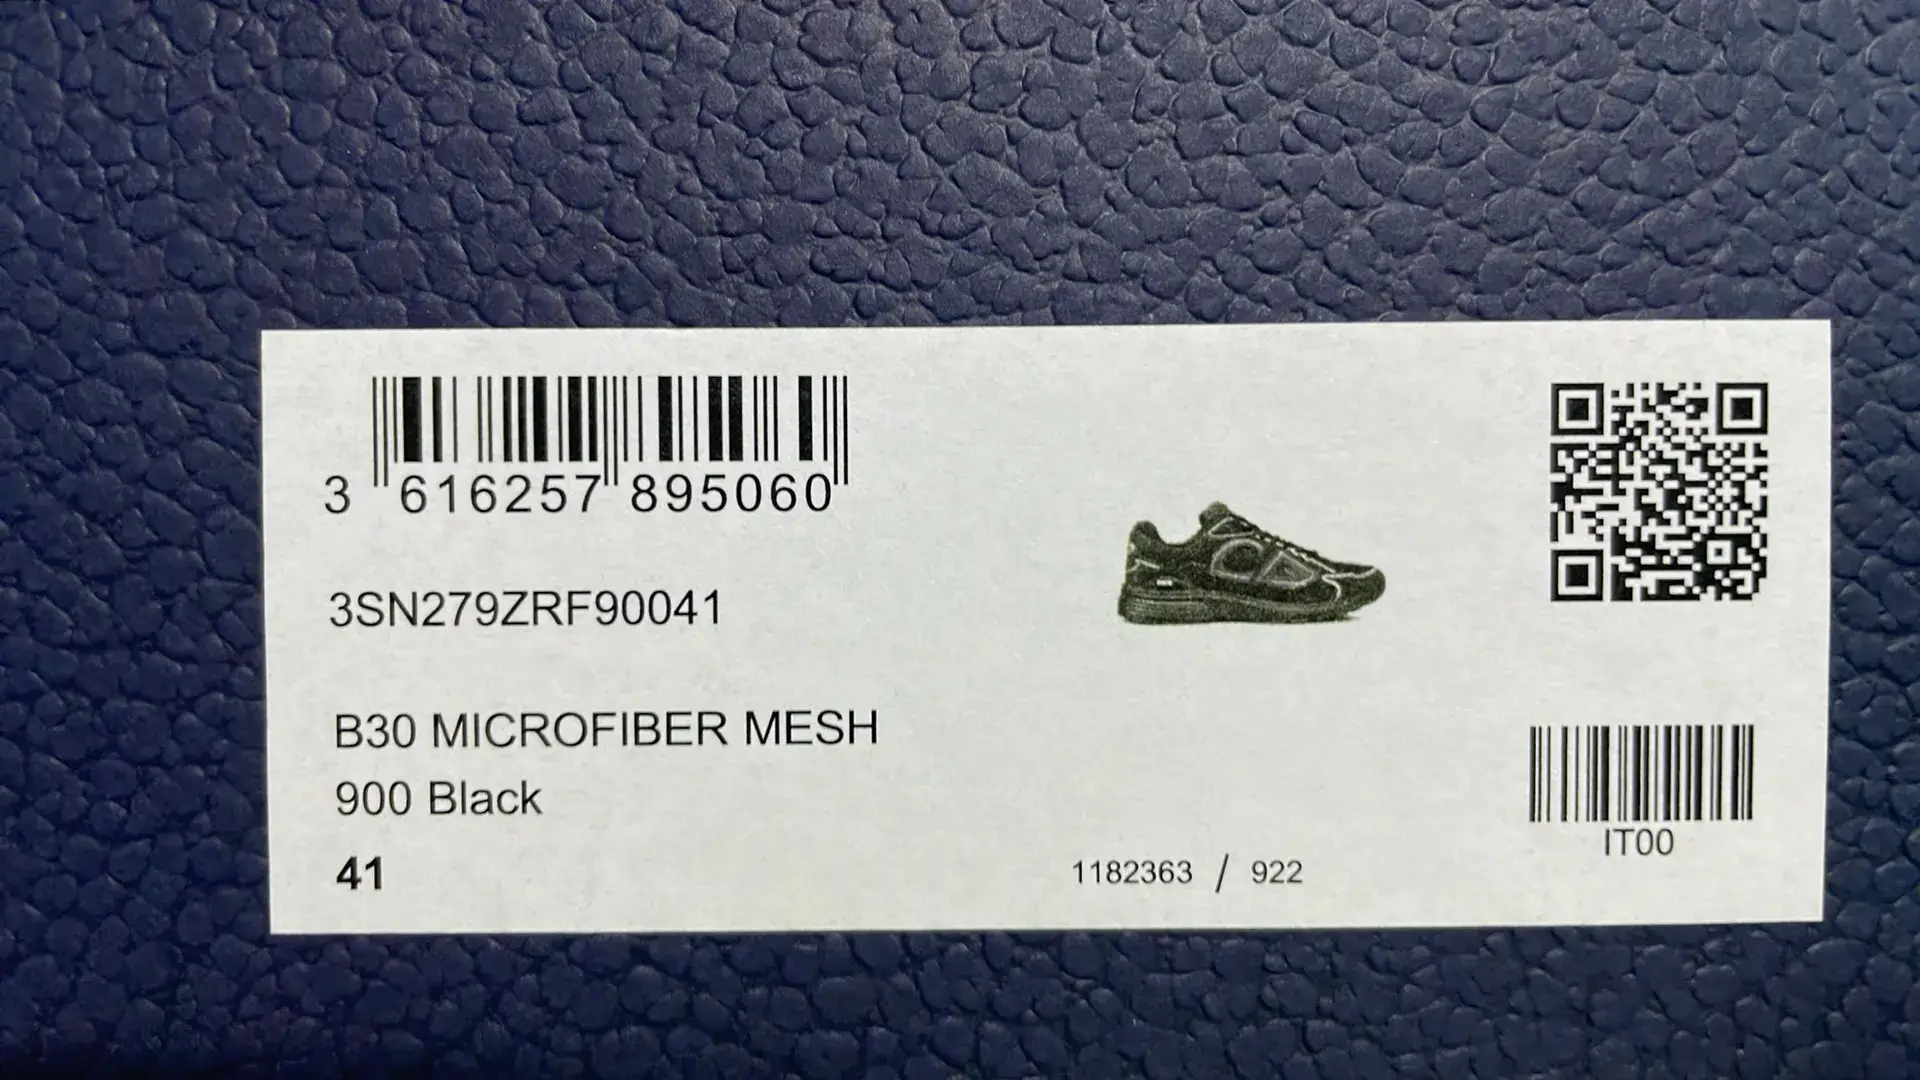 3 616257 895060
3SN279ZRF90041
B30 MICROFIBER MESH
900 Black
41
1182363 / 922
IT00